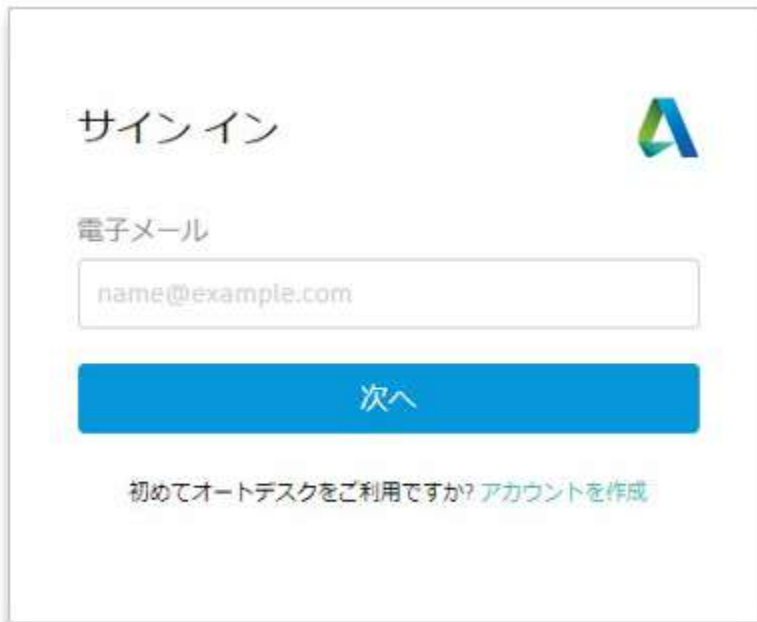 サイン イン
電子メール
name@example.com
次へ
初めてオートデスクをご利用ですか? アカウントを作成